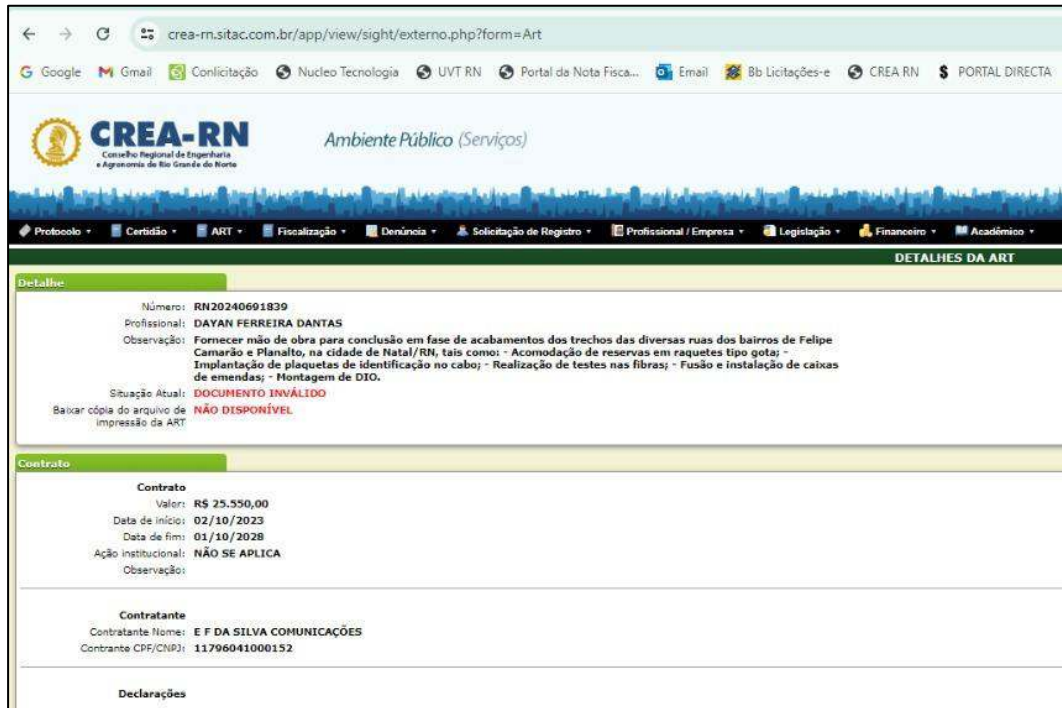 crea-rn.sitac.com.br/app/view/sight/externo.php?form=Art
Google Gmail Conlicitação Nucleo Tecnologia UVT RN Portal da Nota Fisca... Email Bb Licitações-e CREA RN PORTAL DIRECTA
CREA-RN
Conselho Regional de Engenharia
e Agronomia do Rio Grande do Norte
Ambiente Público (Serviços)
Protocolo Certidão ART Fiscalização Denúncia Solicitação de Registro Profissional / Empresa Legislação Financeiro Acadêmico
DETALHES DA ART
Detalhe
Número: RN20240691839
Profissional: DAYAN FERREIRA DANTAS
Observação: Fornecer mão de obra para conclusão em fase de acabamentos dos trechos das diversas ruas dos bairros de Felipe
Camarão e Planalto, na cidade de Natal/RN, tais como: - Acomodação de reservas em raquetes tipo gota; -
Implantação de plaquetas de identificação no cabo; - Realização de testes nas fibras; - Fusão e instalação de caixas
de emendas; - Montagem de DIO.
Situação Atual: DOCUMENTO INVÁLIDO
Baixar cópia do arquivo de NÃO DISPONÍVEL
impressão da ART
Contrato
Contrato
Valor: R$ 25.550,00
Data de início: 02/10/2023
Data de fim: 01/10/2028
Ação institucional: NÃO SE APLICA
Observação:
Contratante
Contratante Nome: E F DA SILVA COMUNICAÇÕES
Contrante CPF/CNPJ: 11796041000152
Declarações